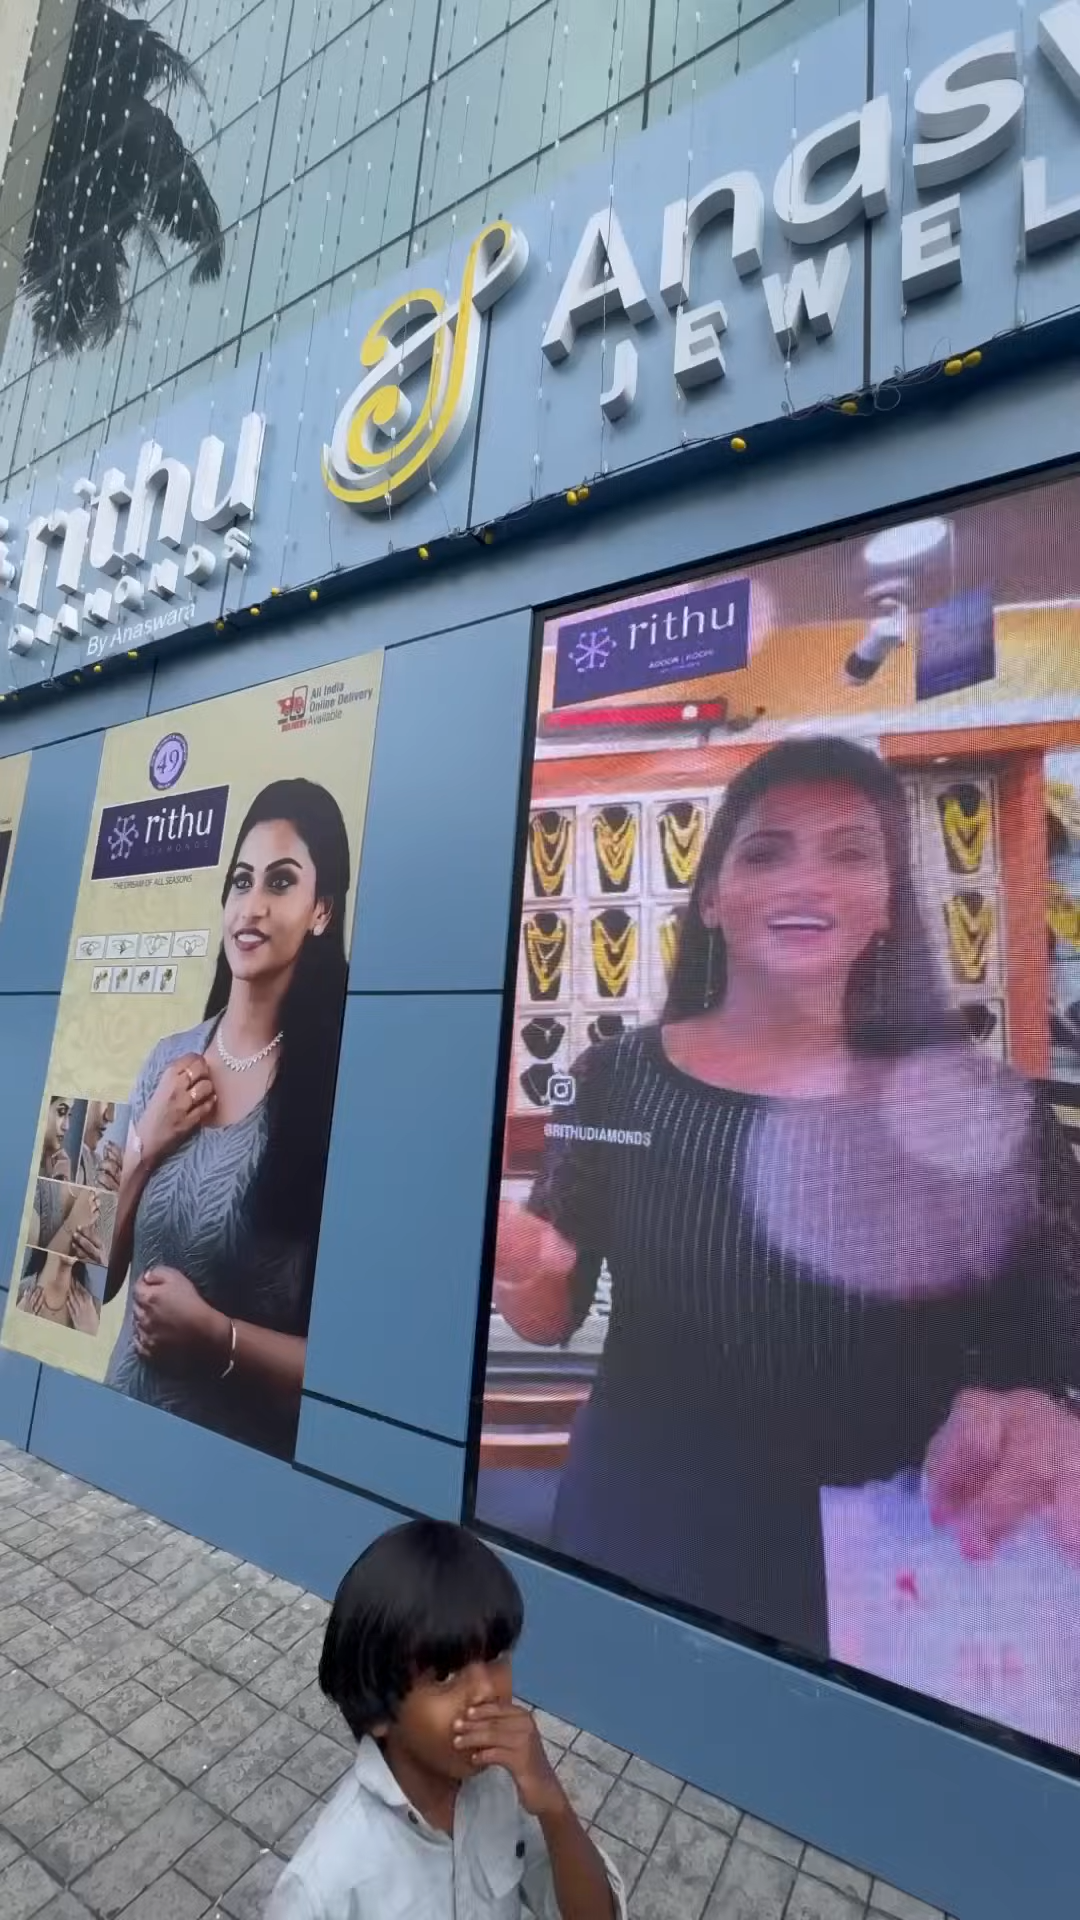 Anasw
JEWEL
rithu
DIAMONDS
By Anaswara
All India
Online Delivery
Available
DELIVERY
49
rithu
DIAMONDS
-THE DREAM OF ALL SEASONS
rithu
ADOOR | KOCHI
@RITHUDIAMONDS